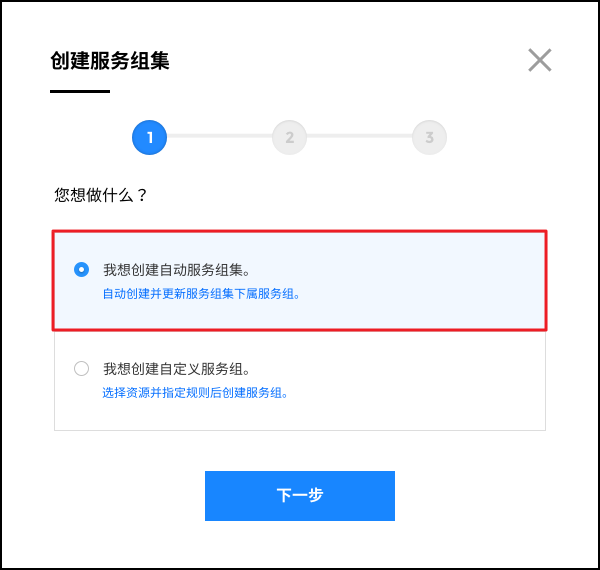 创建服务组集
1 2 3
您想做什么？
我想创建自动服务组集。
自动创建并更新服务组集下属服务组。
我想创建自定义服务组。
选择资源并指定规则后创建服务组。
下一步